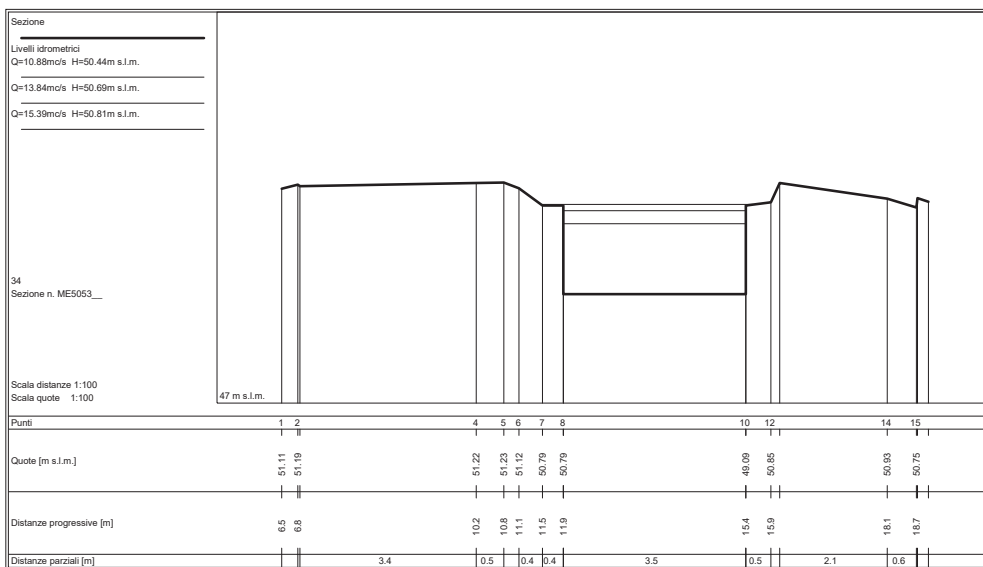 Sezione
Livelli idrometrici
Q=10.88mc/s H=50.44m s.l.m.
Q=13.84mc/s H=50.69m s.l.m.
Q=15.39mc/s H=50.81m s.l.m.
34
Sezione n. ME5053__
Scala distanze 1:100
Scala quote 1:100
47 m s.l.m.
Punti 1 2 4 5 6 7 8 10 12 14 15
Quote [m s.l.m.] 51.11 51.19 51.22 51.23 51.12 50.79 50.79 49.09 50.85 50.93 50.75
Distanze progressive [m] 6.5 6.8 10.2 10.8 11.1 11.5 11.9 15.4 15.9 18.1 18.7
Distanze parziali [m] 3.4 0.5 0.4 0.4 3.5 0.5 2.1 0.6